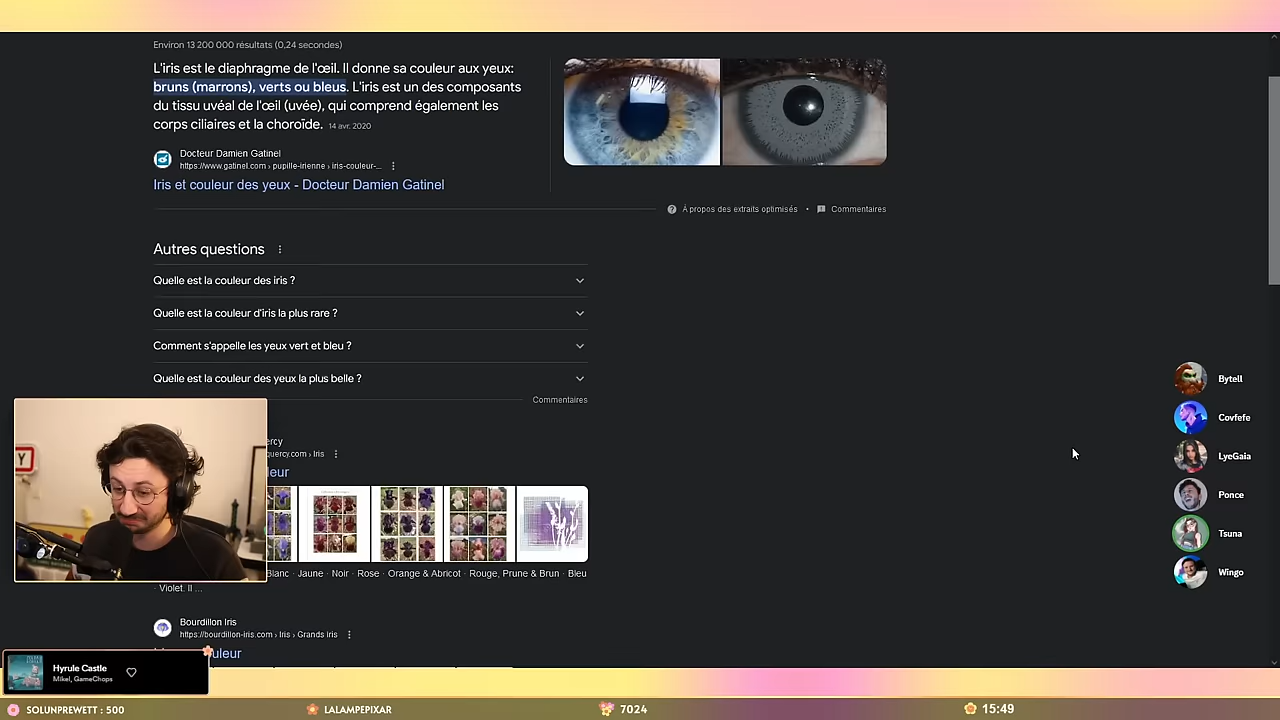 Environ 13 200 000 résultats (0,24 secondes)
L'iris est le diaphragme de l'œil. Il donne sa couleur aux yeux:
bruns (marrons), verts ou bleus. L'iris est un des composants
du tissu uvéal de l'œil (uvée), qui comprend également les
corps ciliaires et la choroïde. 14 avr. 2020
Docteur Damien Gatinel
https://www.gatinel.com › pupille-irienne › iris-couleur-...
Iris et couleur des yeux - Docteur Damien Gatinel
À propos des extraits optimisés • Commentaires
Autres questions
Quelle est la couleur des iris ?
Quelle est la couleur d'iris la plus rare ?
Comment s'appelle les yeux vert et bleu ?
Quelle est la couleur des yeux la plus belle ?
Commentaires
ercy
quercy.com › Iris
leur
Blanc · Jaune · Noir · Rose · Orange & Abricot · Rouge, Prune & Brun · Bleu
· Violet. Il ...
Bourdillon Iris
https://bourdillon-iris.com › Iris › Grands iris
uleur
Y
Bytell
Covfefe
LyeGaia
Ponce
Tsuna
Wingo
Hyrule Castle
Mikel, GameChops
SOLUNPREWETT : 500
LALAMPEPIXAR
7024
15:49